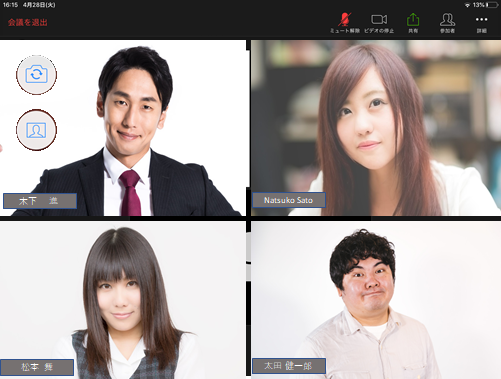 16:15 4月28日(火) 13%
会議を退出
ミュート解除 ビデオの停止 共有 参加者 詳細
木下 進
Natsuko Sato
松本 舞
太田 健一郎